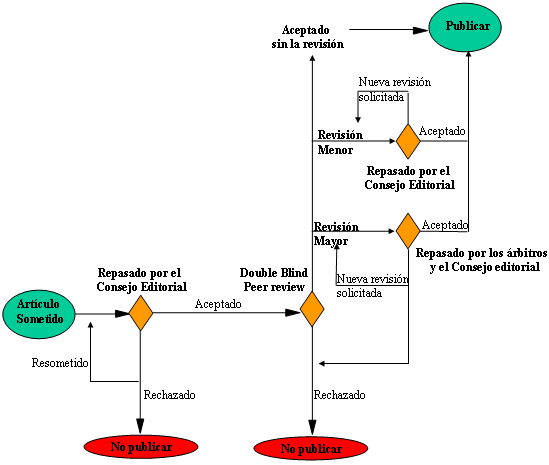 Aceptado
sin la revisión
Publicar
Nueva revisión
solicitada
Aceptado
Revisión
Menor
Repasado por el
Consejo Editorial
Revisión
Mayor
Aceptado
Repasado por los árbitros
y el Consejo editorial
Nueva revisión
solicitada
Double Blind
Peer review
Repasado por el
Consejo Editorial
Artículo
Sometido
Aceptado
Resometido
Rechazado
Rechazado
No publicar
No publicar